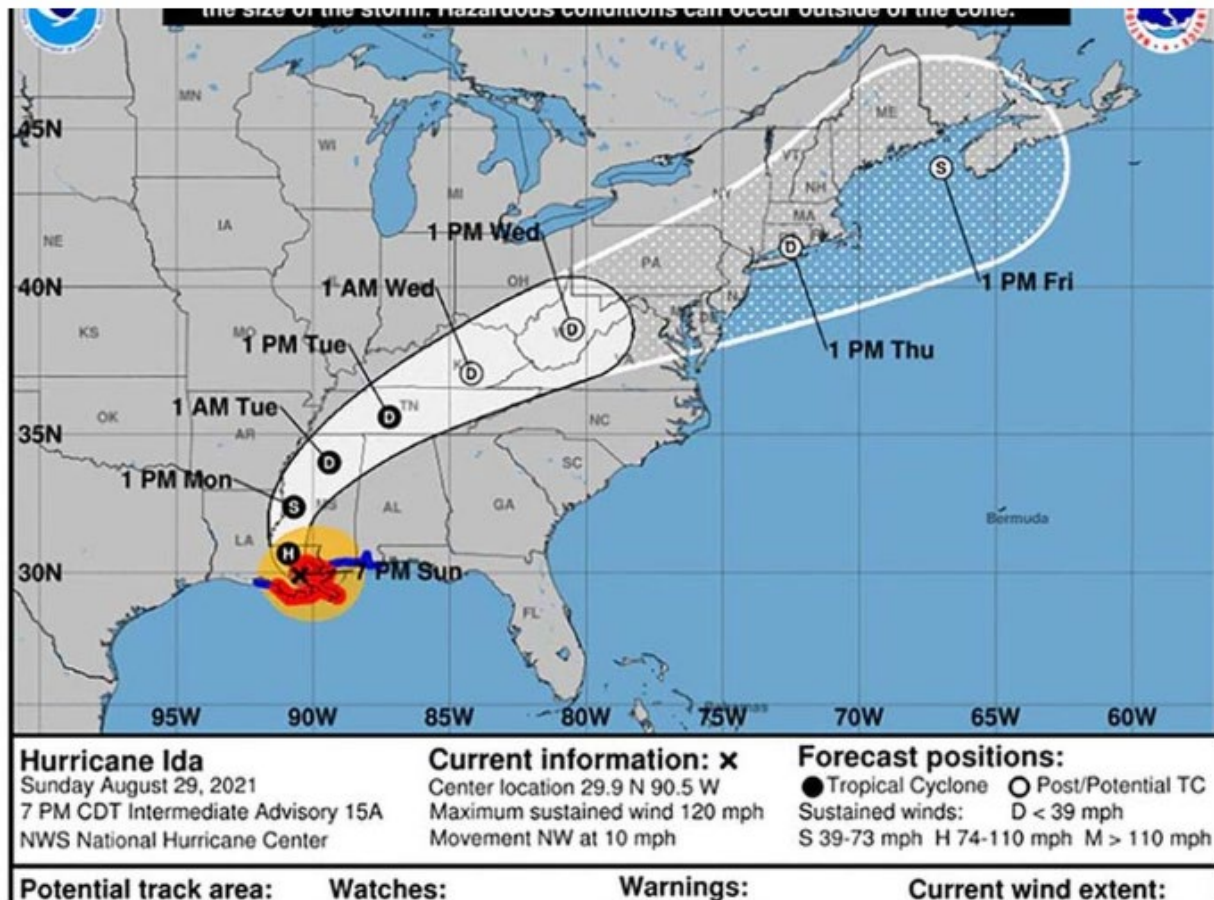 the size of the storm. Hazardous conditions can occur outside of the cone.
MN
45N
ME
WI
VT
MI
NY
NH
S
MA
1 PM Wed
NE
IA
D
PA
1 PM Fri
OH
40N
1 AM Wed
KS
MO
D
1 PM Thu
1 PM Tue
VA
D
OK
1 AM Tue
D
TN
NC
AR
35N
D
SC
1 PM Mon
S
MS
AL
GA
Bermuda
LA
H
7 PM Sun
30N
FL
95W 90W 85W 80W 75W 70W 65W 60W
Bahamas
Hurricane Ida
Sunday August 29, 2021
7 PM CDT Intermediate Advisory 15A
NWS National Hurricane Center
Current information: ×
Center location 29.9 N 90.5 W
Maximum sustained wind 120 mph
Movement NW at 10 mph
Forecast positions:
Tropical Cyclone Post/Potential TC
Sustained winds: D < 39 mph
S 39-73 mph H 74-110 mph M > 110 mph
Potential track area: Watches: Warnings: Current wind extent: